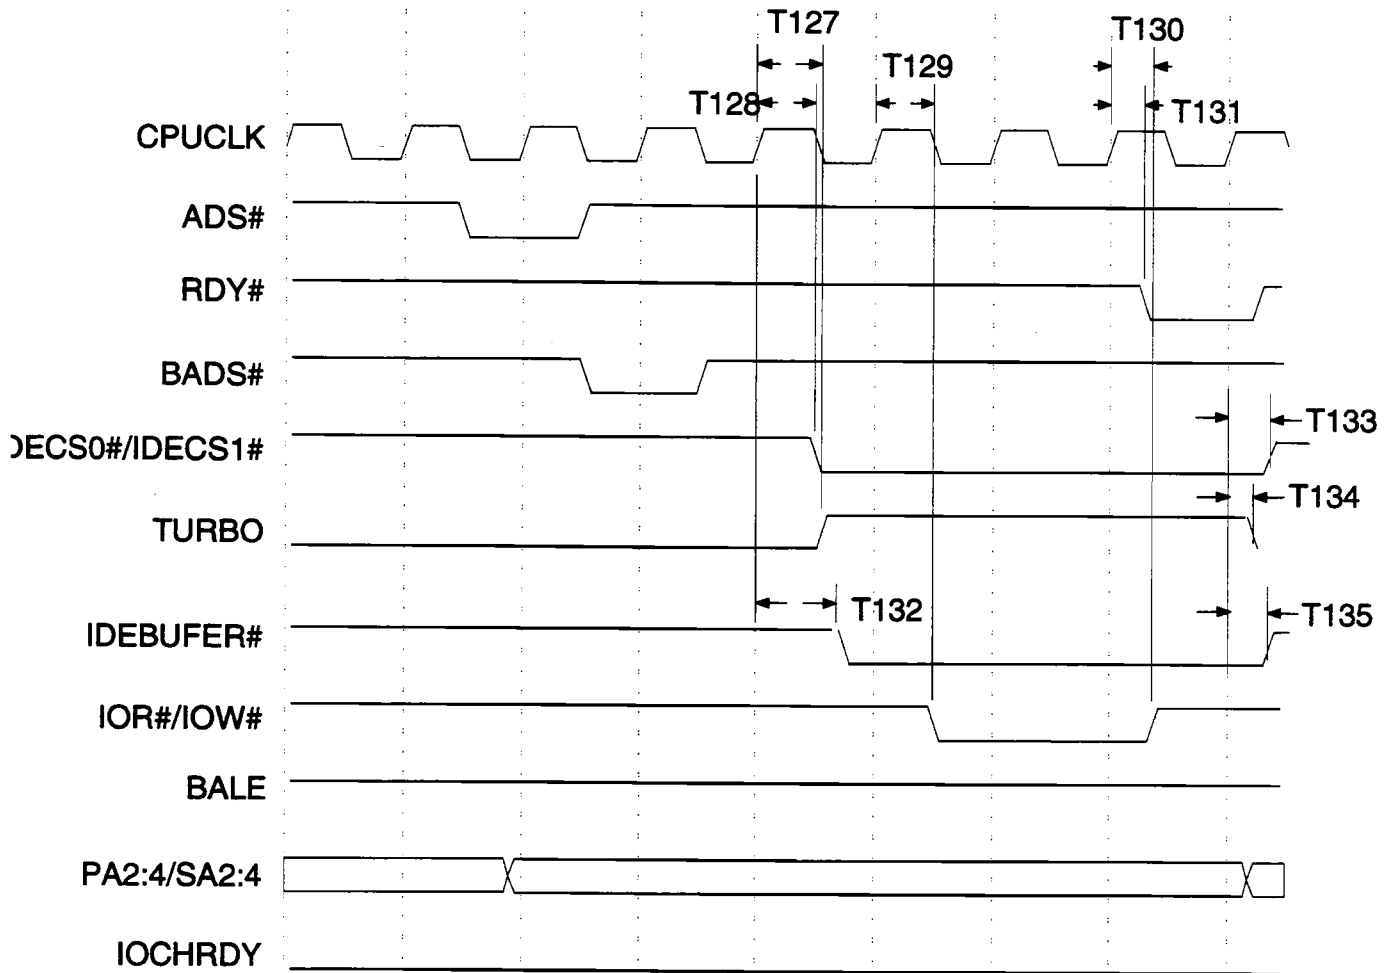 T127
T130
T129
T128
T131
CPUCLK
ADS#
RDY#
BADS#
T133
DECS0#/IDECS1#
T134
TURBO
T132
T135
IDEBUFER#
IOR#/IOW#
BALE
PA2:4/SA2:4
IOCHRDY